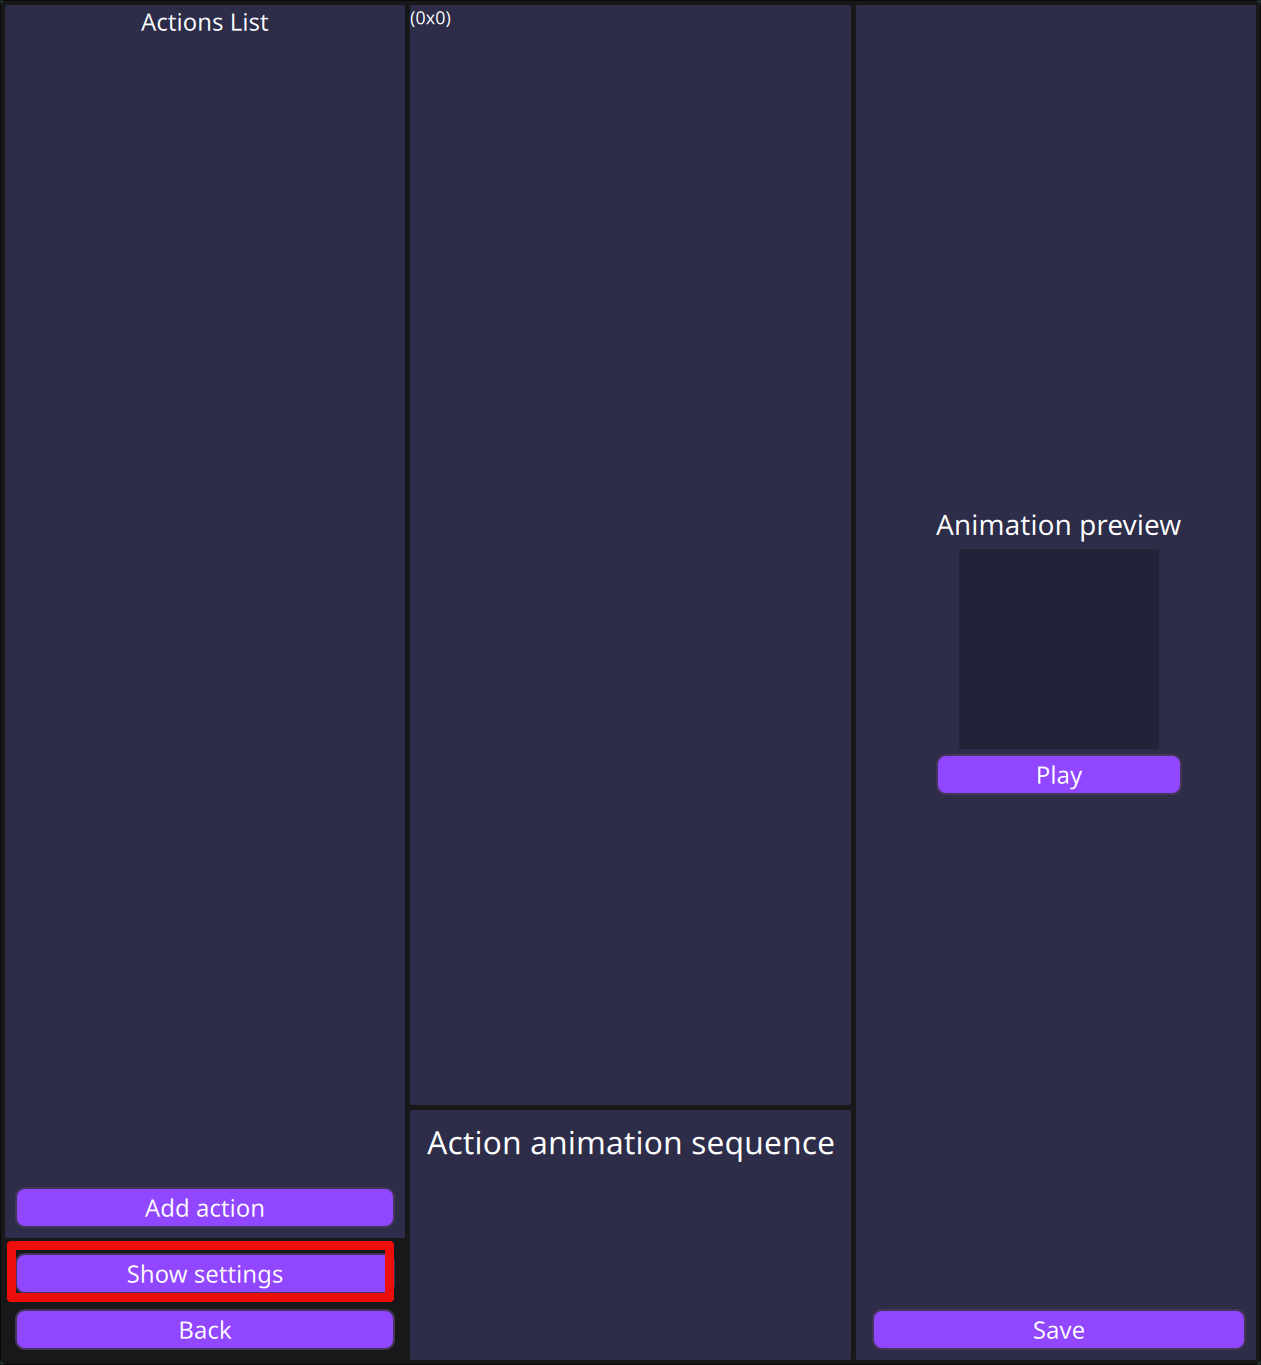 Actions List
Add action
Show settings
Back
(0x0)
Action animation sequence
Animation preview
Play
Save